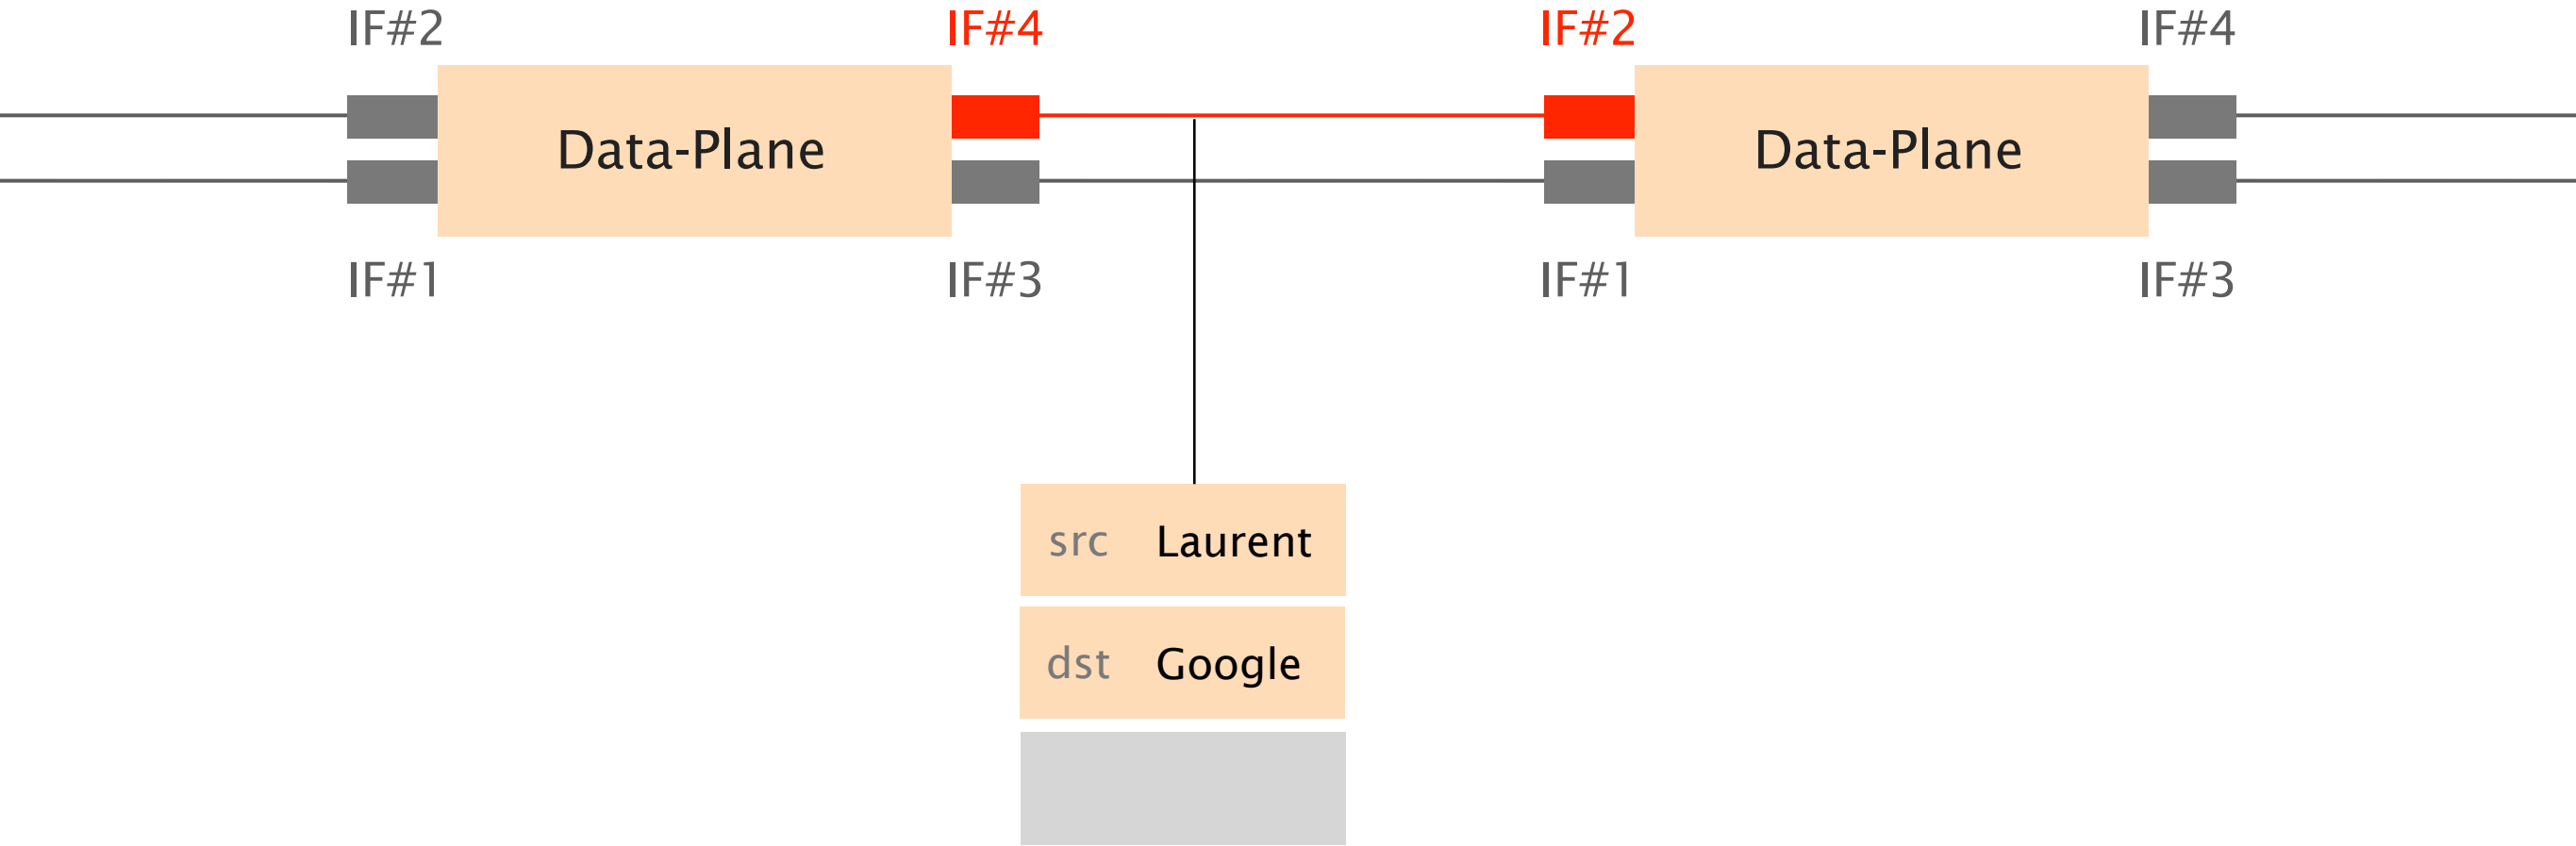 IF#2 IF#4 IF#2 IF#4
Data-Plane Data-Plane
IF#1 IF#3 IF#1 IF#3
src Laurent
dst Google